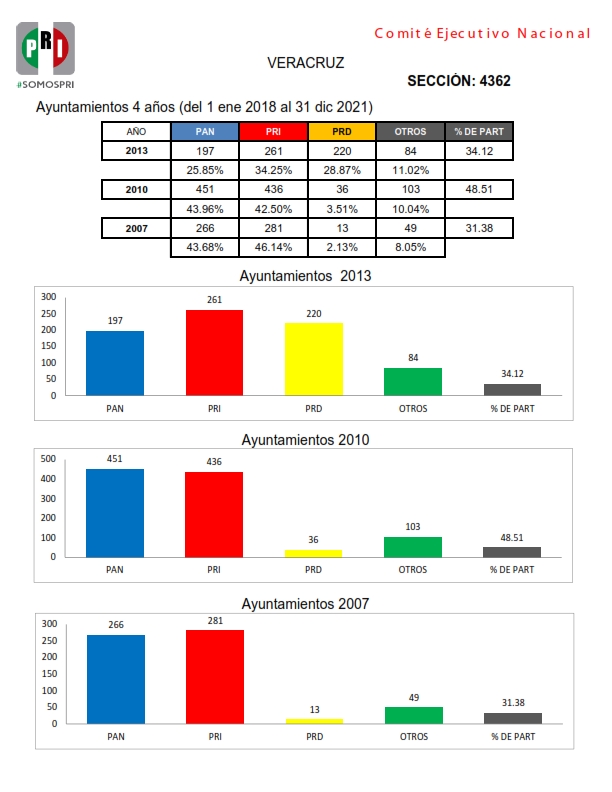 Comité Ejecutivo Nacional
PRI
#SOMOSPRI
VERACRUZ
SECCIÓN: 4362
Ayuntamientos 4 años (del 1 ene 2018 al 31 dic 2021)
AÑO PAN PRI PRD OTROS % DE PART
2013 197 261 220 84 34.12
25.85% 34.25% 28.87% 11.02%
2010 451 436 36 103 48.51
43.96% 42.50% 3.51% 10.04%
2007 266 281 13 49 31.38
43.68% 46.14% 2.13% 8.05%
Ayuntamientos 2013
300
250
200
150
100
50
0
197 261 220 84 34.12
PAN PRI PRD OTROS % DE PART
Ayuntamientos 2010
500
400
300
200
100
0
451 436 36 103 48.51
PAN PRI PRD OTROS % DE PART
Ayuntamientos 2007
300
250
200
150
100
50
0
266 281 13 49 31.38
PAN PRI PRD OTROS % DE PART